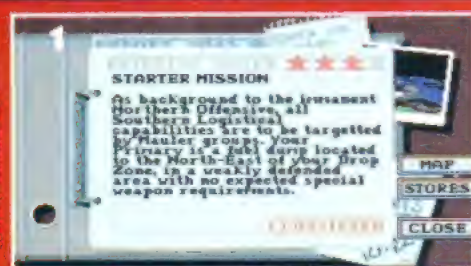 STARTER MISSION
As background to the immanent
Northern Offensive, all
Southern Logistical
capabilities are to be targetted
by Mauler groups. Your
Primary is a fuel dump located
to the North-East of your Drop
Zone, in a weakly defended
area with no expected special
weapon requirements.
MAP
STORES
CLOSE